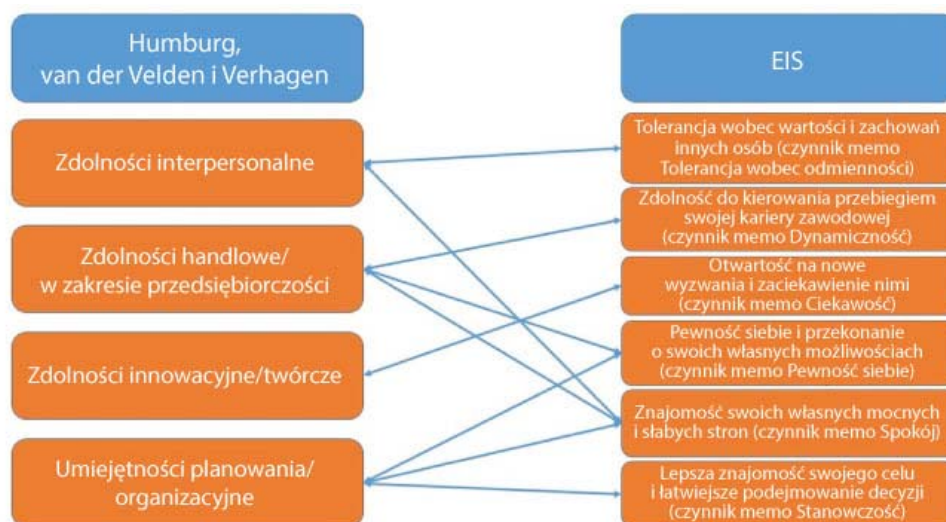 Humburg,
van der Velden i Verhagen
Zdolności interpersonalne
Zdolności handlowe/
w zakresie przedsiębiorczości
Zdolności innowacyjne/twórcze
Umiejętności planowania/
organizacyjne
EIS
Tolerancja wobec wartości i zachowań
innych osób (czynnik memo
Tolerancja wobec odmienności)
Zdolność do kierowania przebiegiem
swojej kariery zawodowej
(czynnik memo Dynamiczność)
Otwartość na nowe
wyzwania i zaciekawienie nimi
(czynnik memo Ciekawość)
Pewność siebie i przekonanie
o swoich własnych możliwościach
(czynnik memo Pewność siebie)
Znajomość swoich własnych mocnych
i słabych stron (czynnik memo Spokój)
Lepsza znajomość swojego celu
i łatwiejsze podejmowanie decyzji
(czynnik memo Stanowczość)